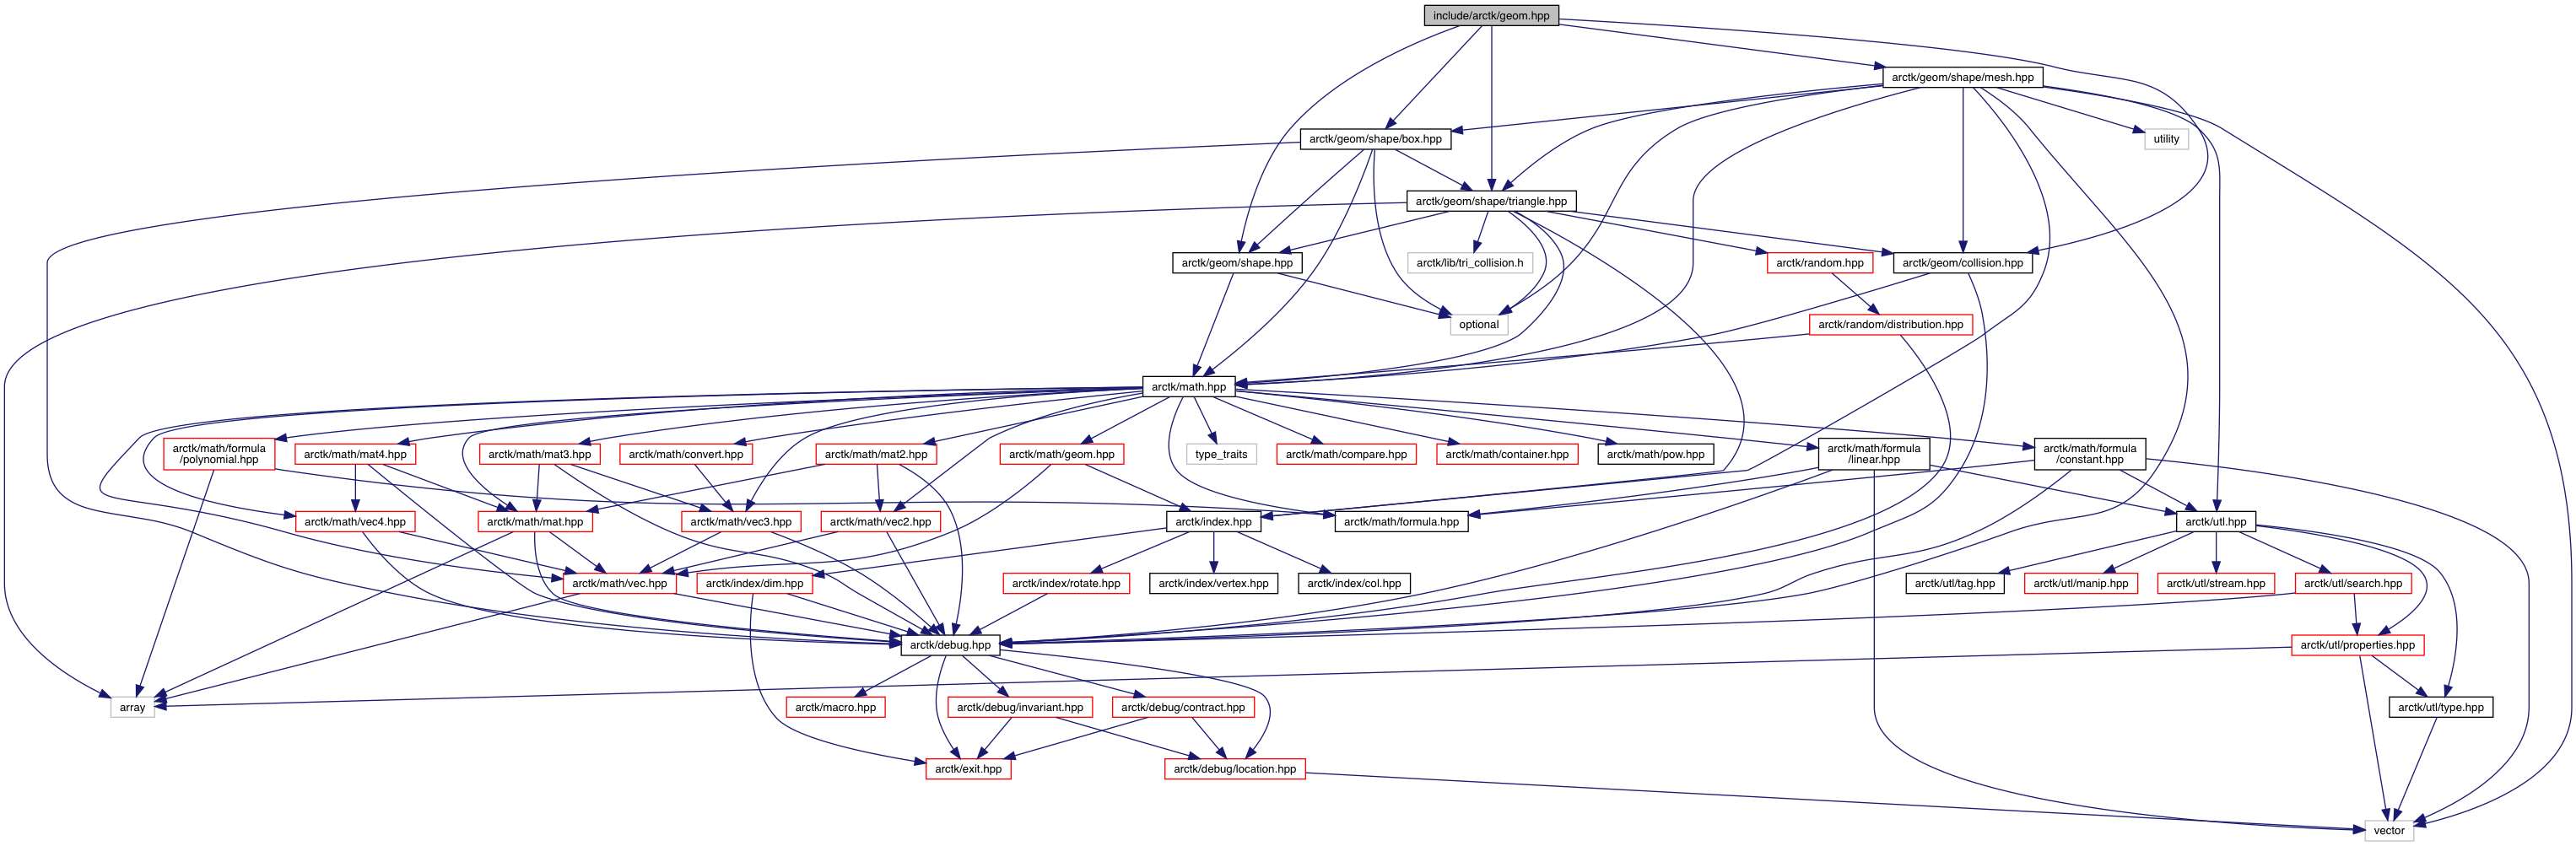 include/arctk/geom.hpp
arctk/geom/shape/mesh.hpp
arctk/geom/shape/box.hpp
utility
arctk/geom/shape/triangle.hpp
arctk/geom/shape.hpp
arctk/lib/tri_collision.h
arctk/random.hpp
arctk/geom/collision.hpp
optional
arctk/random/distribution.hpp
arctk/math.hpp
arctk/math/formula
/polynomial.hpp
arctk/math/mat4.hpp
arctk/math/mat3.hpp
arctk/math/convert.hpp
arctk/math/mat2.hpp
arctk/math/geom.hpp
type_traits
arctk/math/compare.hpp
arctk/math/container.hpp
arctk/math/pow.hpp
arctk/math/formula
/linear.hpp
arctk/math/formula
/constant.hpp
arctk/math/vec4.hpp
arctk/math/mat.hpp
arctk/math/vec3.hpp
arctk/math/vec2.hpp
arctk/index.hpp
arctk/math/formula.hpp
arctk/utl.hpp
arctk/math/vec.hpp
arctk/index/dim.hpp
arctk/index/rotate.hpp
arctk/index/vertex.hpp
arctk/index/col.hpp
arctk/utl/tag.hpp
arctk/utl/manip.hpp
arctk/utl/stream.hpp
arctk/utl/search.hpp
arctk/debug.hpp
arctk/utl/properties.hpp
array
arctk/macro.hpp
arctk/debug/invariant.hpp
arctk/debug/contract.hpp
arctk/utl/type.hpp
arctk/exit.hpp
arctk/debug/location.hpp
vector